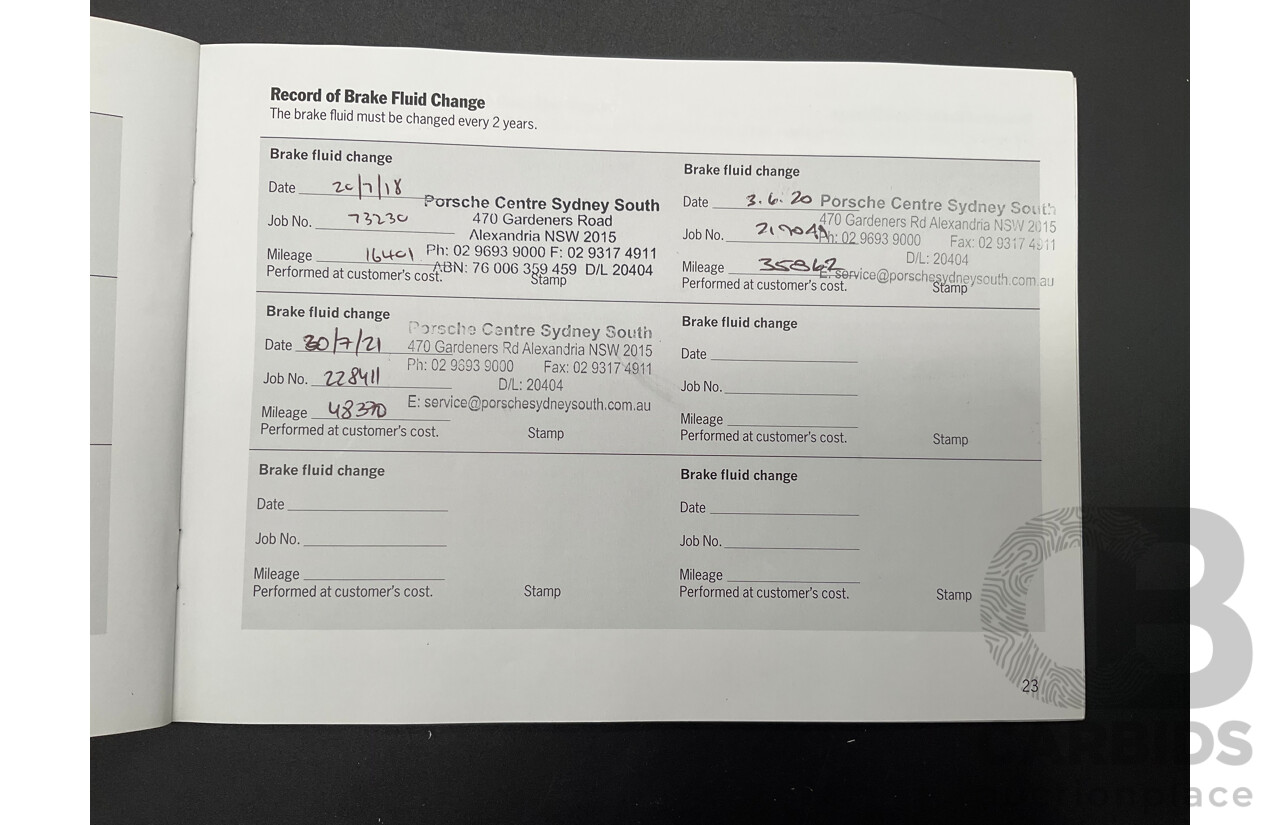 Record of Brake Fluid Change
The brake fluid must be changed every 2 years.
Brake fluid change
Date 20/7/18
Job No. 73230
Mileage 16401
Performed at customer's cost.
Stamp
Porsche Centre Sydney South
470 Gardeners Road
Alexandria NSW 2015
Ph: 02 9693 9000 F: 02 9317 4911
ABN: 76 006 359 459 D/L 20404
Brake fluid change
Date 3.6.20
Job No.
Mileage 35862
Performed at customer's cost.
Stamp
Porsche Centre Sydney South
470 Gardeners Rd Alexandria NSW 2015
Ph: 02 9693 9000 Fax: 02 9317 4911
D/L: 20404
E: service@porschesydneysouth.com.au
Brake fluid change
Date 30/7/21
Job No. 228411
Mileage 48370
Performed at customer's cost.
Stamp
Porsche Centre Sydney South
470 Gardeners Rd Alexandria NSW 2015
Ph: 02 9693 9000 Fax: 02 9317 4911
D/L: 20404
E: service@porschesydneysouth.com.au
Brake fluid change
Date
Job No.
Mileage
Performed at customer's cost.
Stamp
Brake fluid change
Date
Job No.
Mileage
Performed at customer's cost.
Stamp
Brake fluid change
Date
Job No.
Mileage
Performed at customer's cost.
Stamp
23
CB
CARBIDS
auctionplace